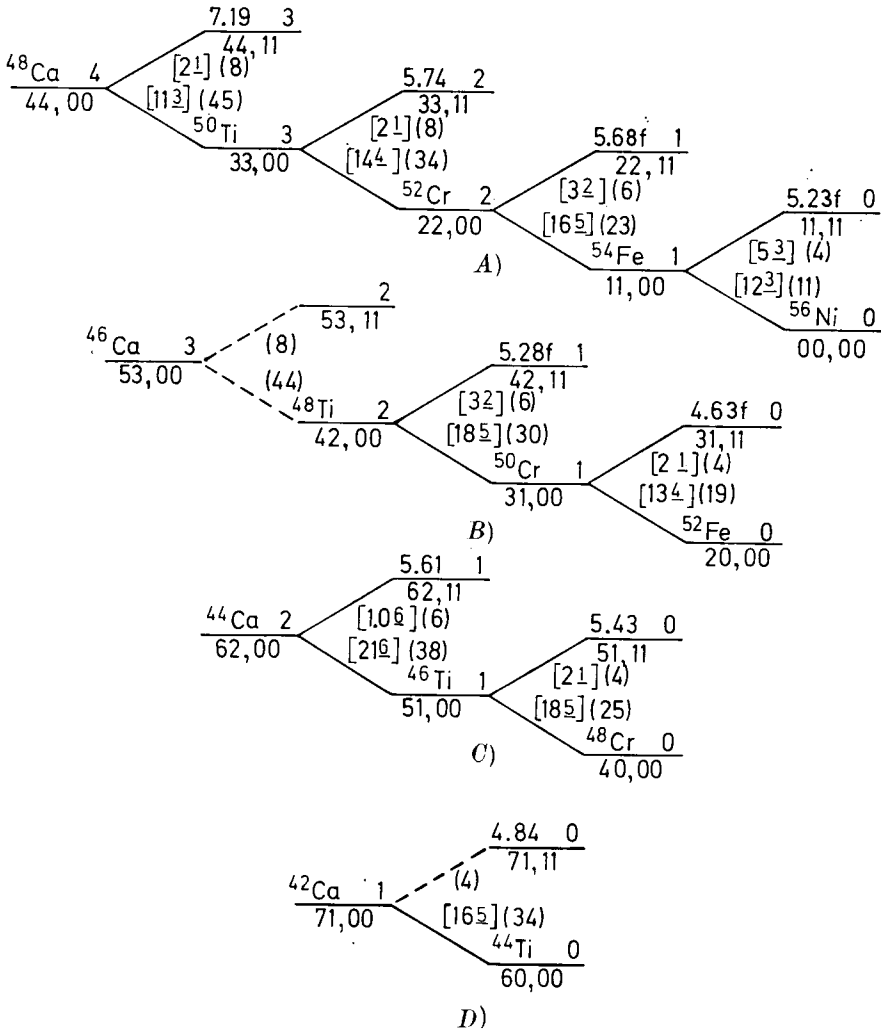 7.19 3
44,11
⁴⁸Ca 4
44,00
[2<u>1</u>] (8)
[11<u>3</u>] (45)
⁵⁰Ti 3
33,00
5.74 2
33,11
[2<u>1</u>] (8)
[14<u>4</u>] (34)
⁵²Cr 2
22,00
5.68f 1
22,11
[3<u>2</u>] (6)
[16<u>5</u>] (23)
⁵⁴Fe 1
11,00
5.23f 0
11,11
[5<u>3</u>] (4)
[12<u>3</u>] (11)
⁵⁶Ni 0
00,00
A)
2
53,11
⁴⁶Ca 3
53,00
(8)
(44)
⁴⁸Ti 2
42,00
5.28f 1
42,11
[3<u>2</u>] (6)
[18<u>5</u>] (30)
⁵⁰Cr 1
31,00
4.63f 0
31,11
[2<u>1</u>] (4)
[13<u>4</u>] (19)
⁵²Fe 0
20,00
B)
5.61 1
62,11
⁴⁴Ca 2
62,00
[1.0<u>6</u>] (6)
[21<u>6</u>] (38)
⁴⁶Ti 1
51,00
5.43 0
51,11
[2<u>1</u>] (4)
[18<u>5</u>] (25)
⁴⁸Cr 0
40,00
C)
4.84 0
71,11
⁴²Ca 1
71,00
(4)
[16<u>5</u>] (34)
⁴⁴Ti 0
60,00
D)